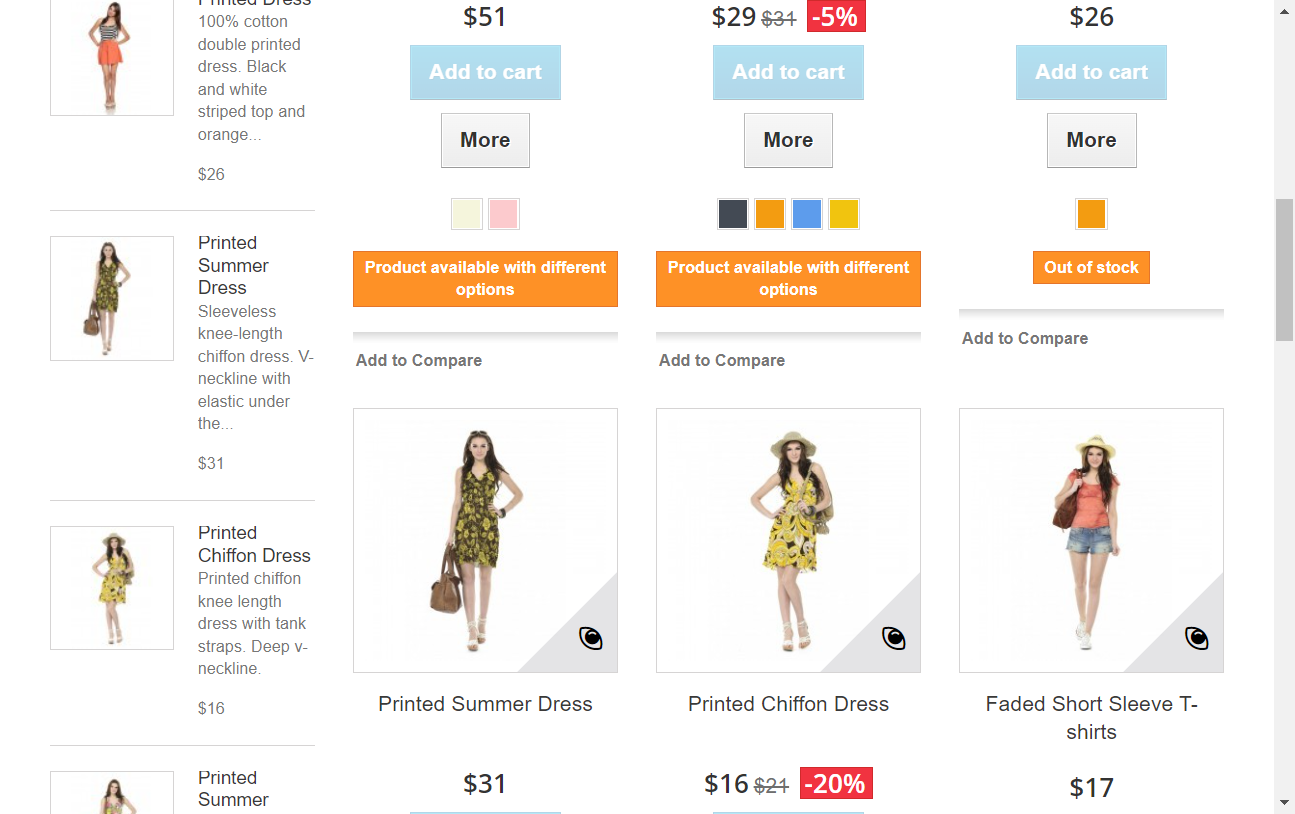 Printed Dress
100% cotton
double printed
dress. Black
and white
striped top and
orange...
$26
Printed
Summer
Dress
Sleeveless
knee-length
chiffon dress. V-
neckline with
elastic under
the...
$31
Printed
Chiffon Dress
Printed chiffon
knee length
dress with tank
straps. Deep v-
neckline.
$16
Printed
Summer
$51
Add to cart
More
Product available with different
options
Add to Compare
$29 $31 -5%
Add to cart
More
Product available with different
options
Add to Compare
$26
Add to cart
More
Out of stock
Add to Compare
Printed Summer Dress
$31
Printed Chiffon Dress
$16 $21 -20%
Faded Short Sleeve T-
shirts
$17